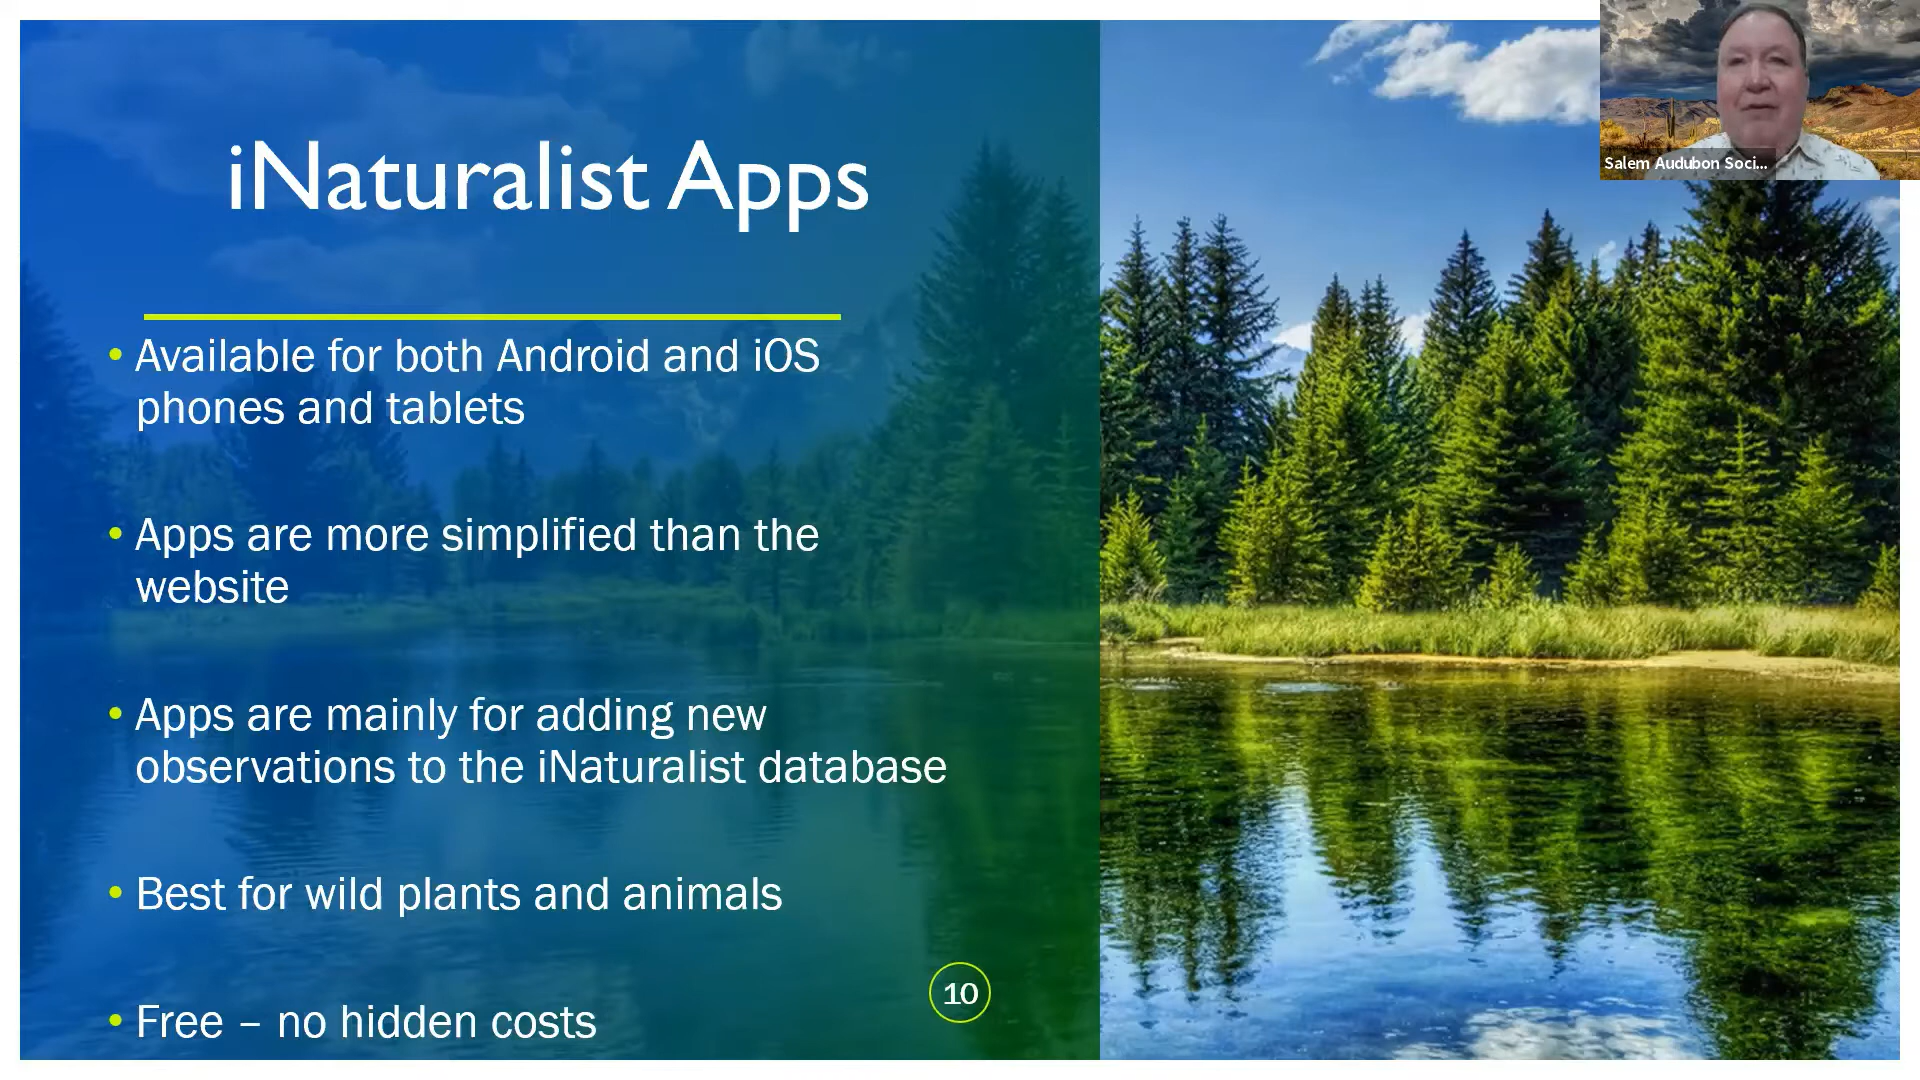 iNaturalist Apps
Salem Audubon Soci...
• Available for both Android and iOS
phones and tablets
• Apps are more simplified than the
website
• Apps are mainly for adding new
observations to the iNaturalist database
• Best for wild plants and animals
• Free – no hidden costs
10